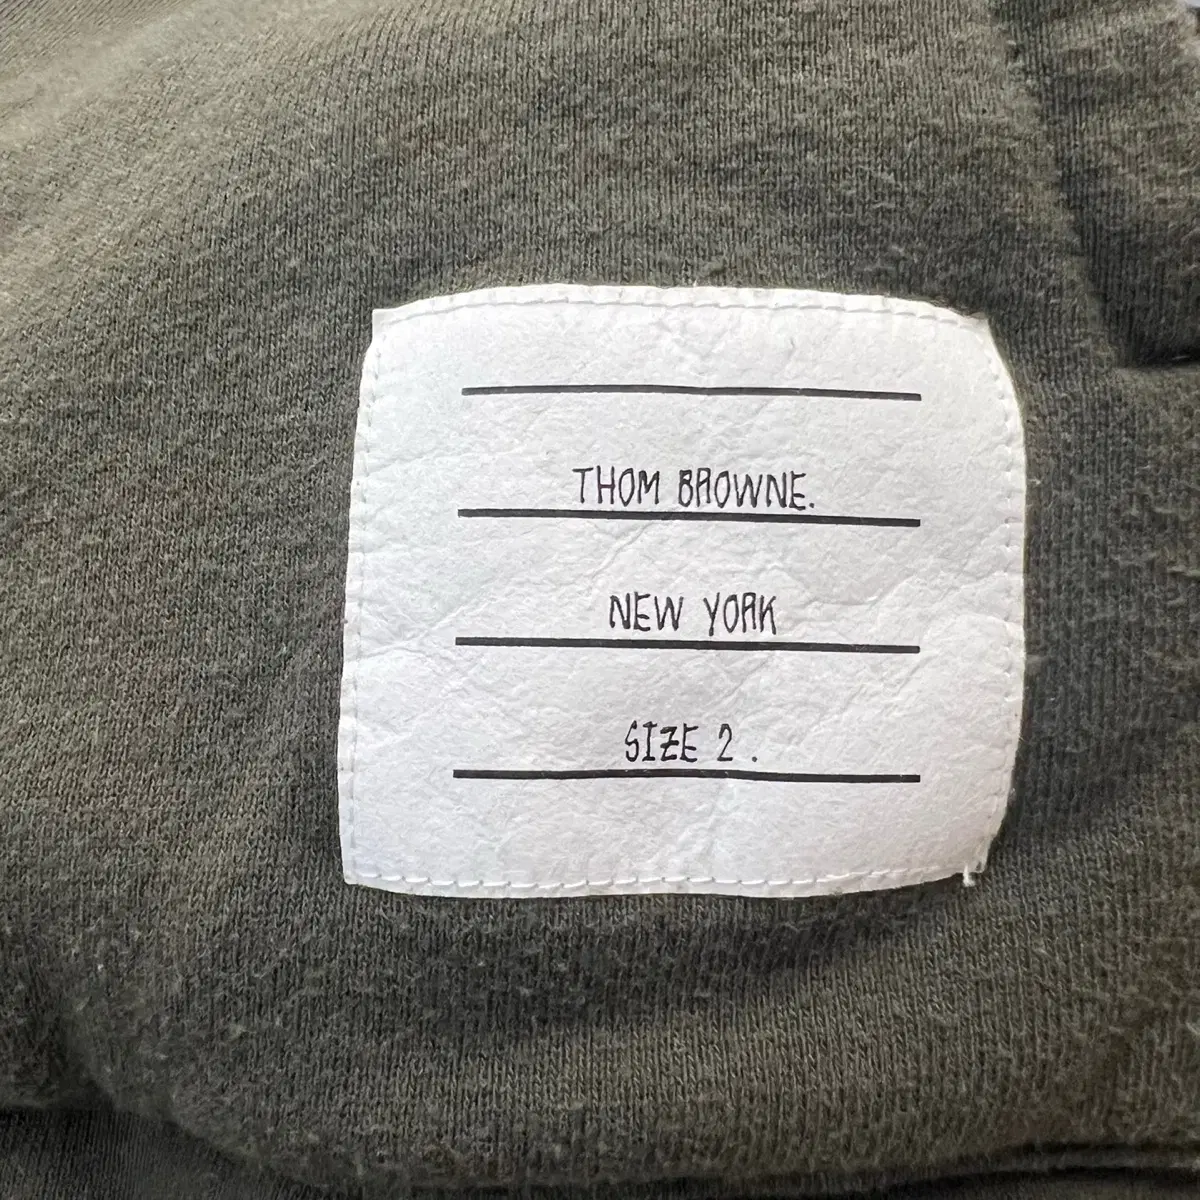 THOM BROWNE.
NEW YORK
SIZE 2 .